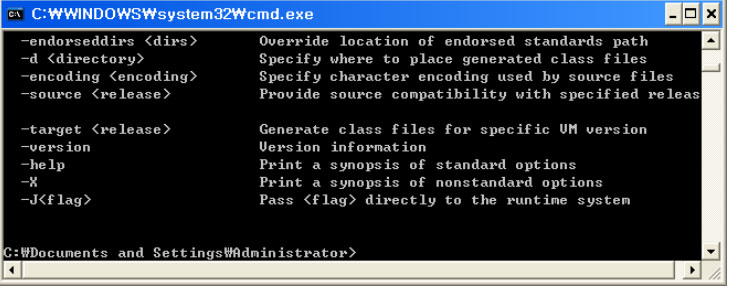 C:₩WINDOWS₩system32₩cmd.exe
-endorseddirs <dirs> Override location of endorsed standards path
-d <directory> Specify where to place generated class files
-encoding <encoding> Specify character encoding used by source files
-source <release> Provide source compatibility with specified releas
-target <release> Generate class files for specific VM version
-version Version information
-help Print a synopsis of standard options
-X Print a synopsis of nonstandard options
-J<flag> Pass <flag> directly to the runtime system
C:₩Documents and Settings₩Administrator>